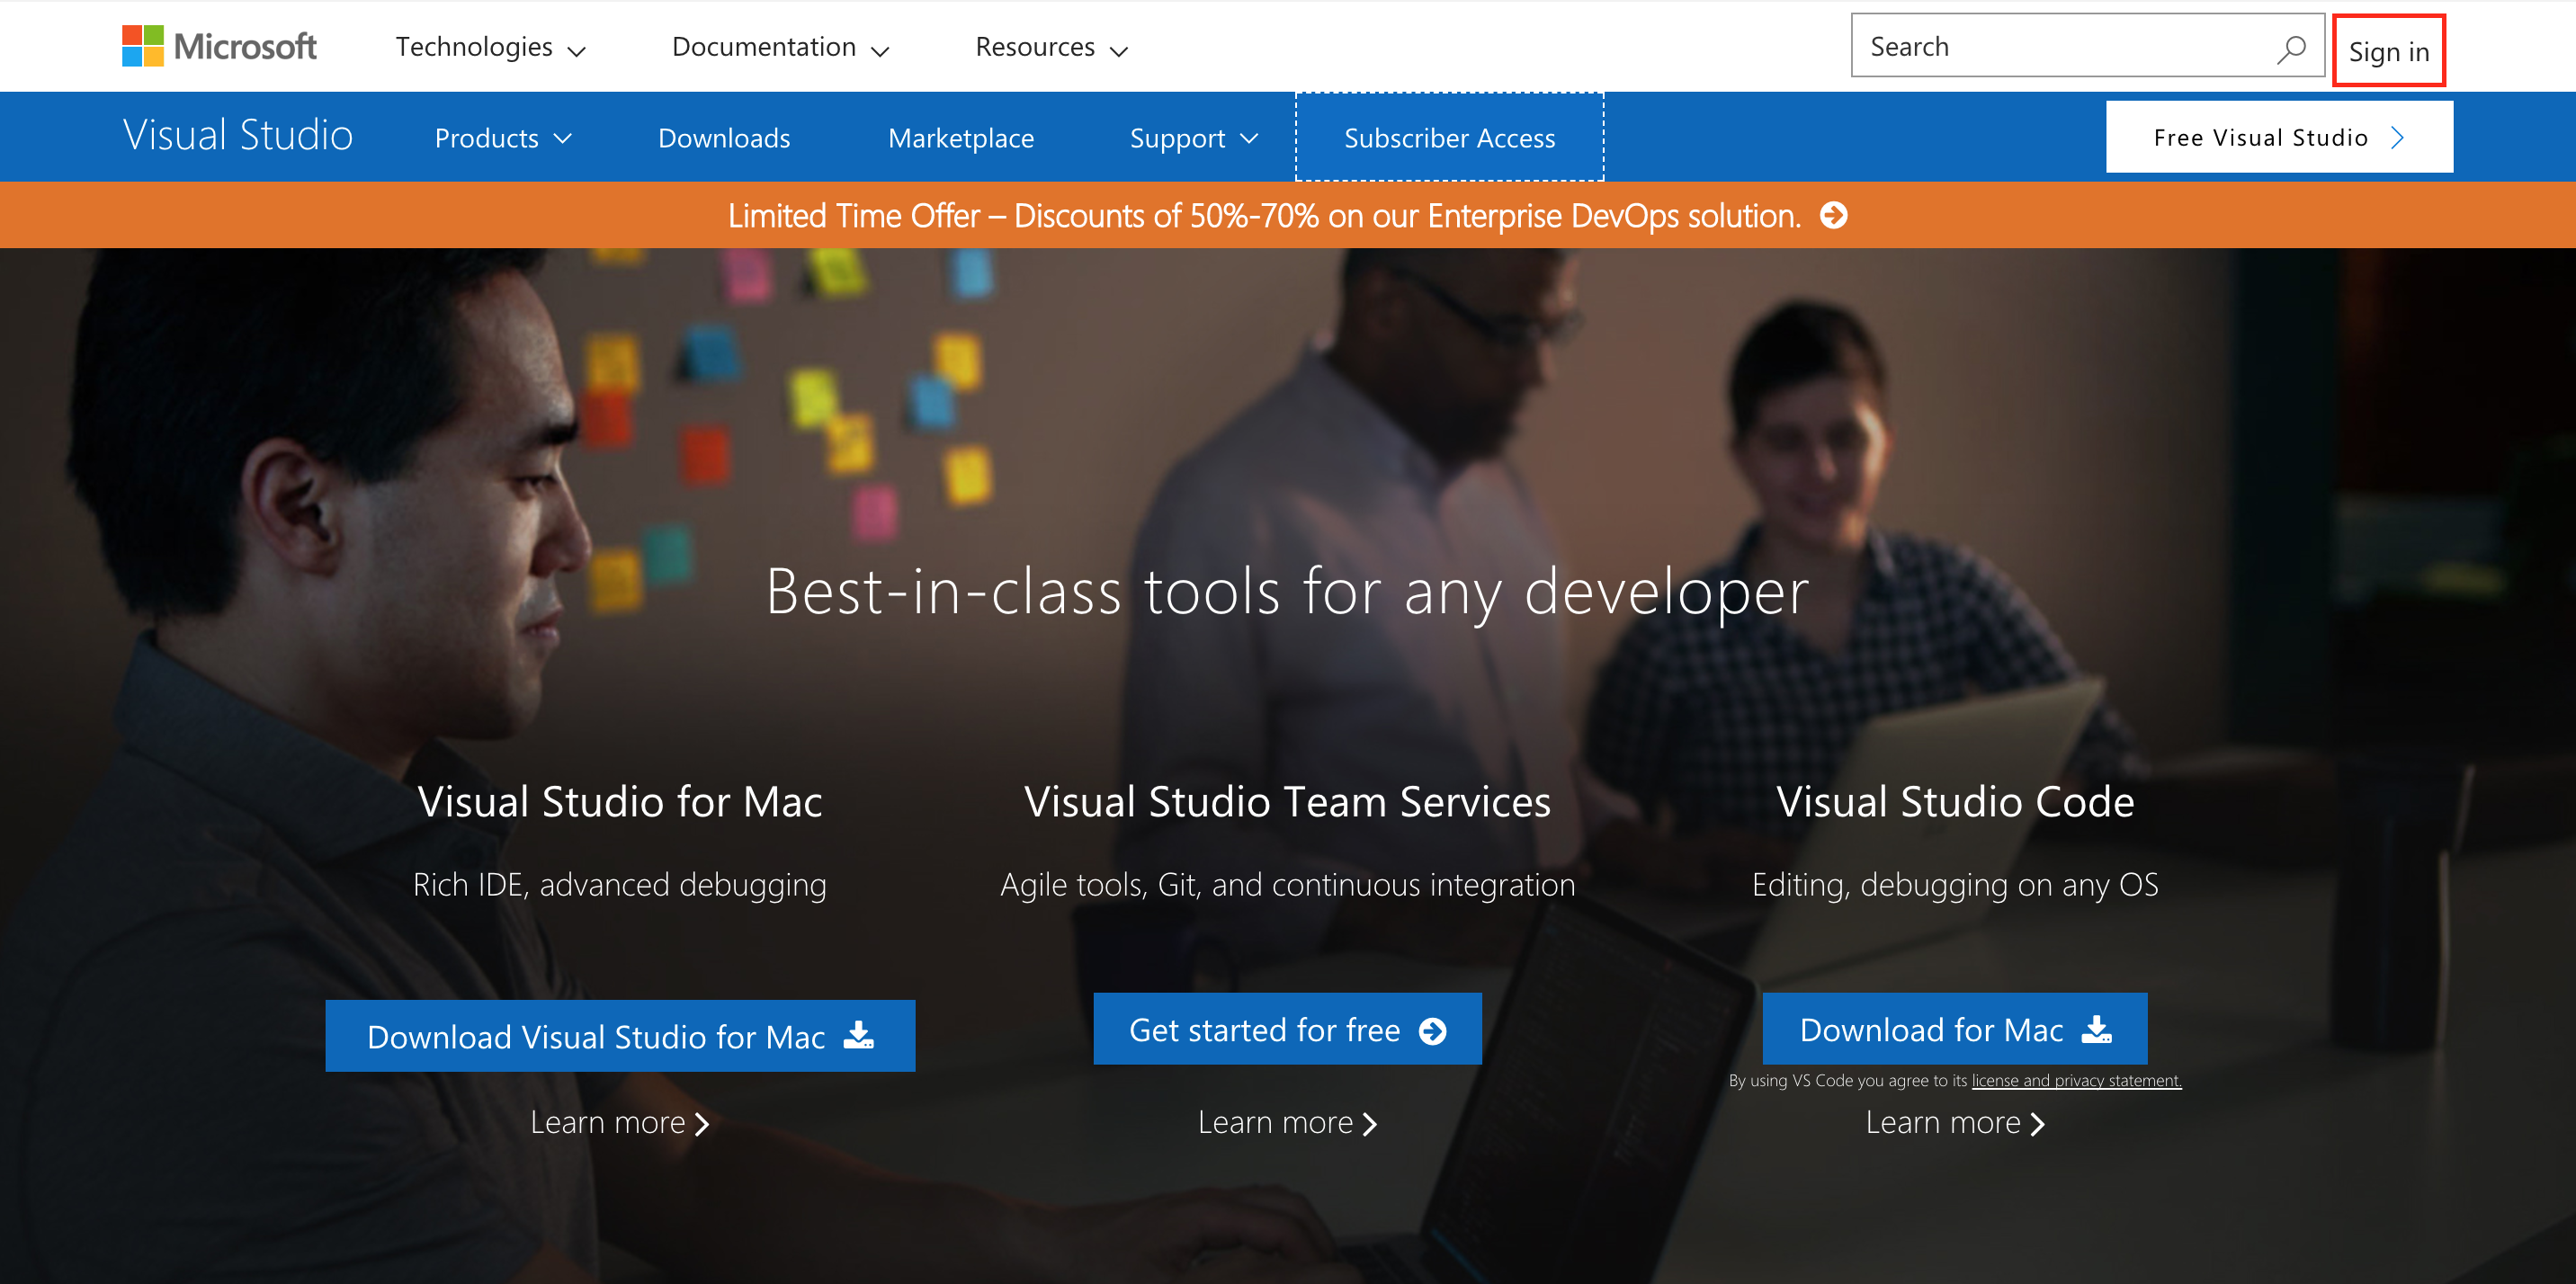 Microsoft Technologies Documentation Resources Search Sign in
Visual Studio Products Downloads Marketplace Support Subscriber Access Free Visual Studio
Limited Time Offer – Discounts of 50%-70% on our Enterprise DevOps solution.
Best-in-class tools for any developer
Visual Studio for Mac
Rich IDE, advanced debugging
Download Visual Studio for Mac
Learn more
Visual Studio Team Services
Agile tools, Git, and continuous integration
Get started for free
Learn more
Visual Studio Code
Editing, debugging on any OS
Download for Mac
By using VS Code you agree to its license and privacy statement.
Learn more